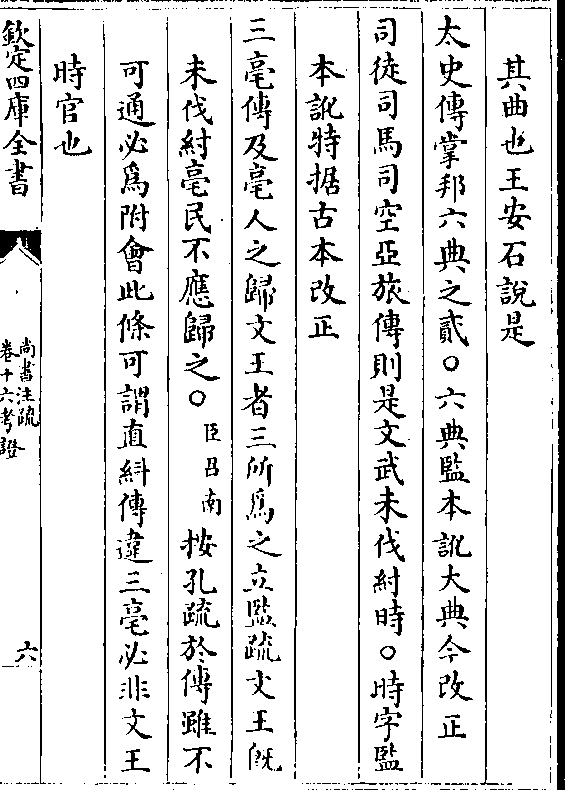 其曲也王安石說是
太史傳掌邦六典之貳○六典監本訛大典今改正
司徒司馬司空亞旅傳則是文武未伐紂時○時字監
本訛特据古本改正
三亳傳及亳人之歸文王者三所爲之立監疏文王既
未伐紂亳民不應歸之○臣召南按孔疏於傳雖不
可通必爲附會此條可謂直糾傳違三亳必非文王
時官也
欽定四庫全書
尚書注疏
卷十六考證
六